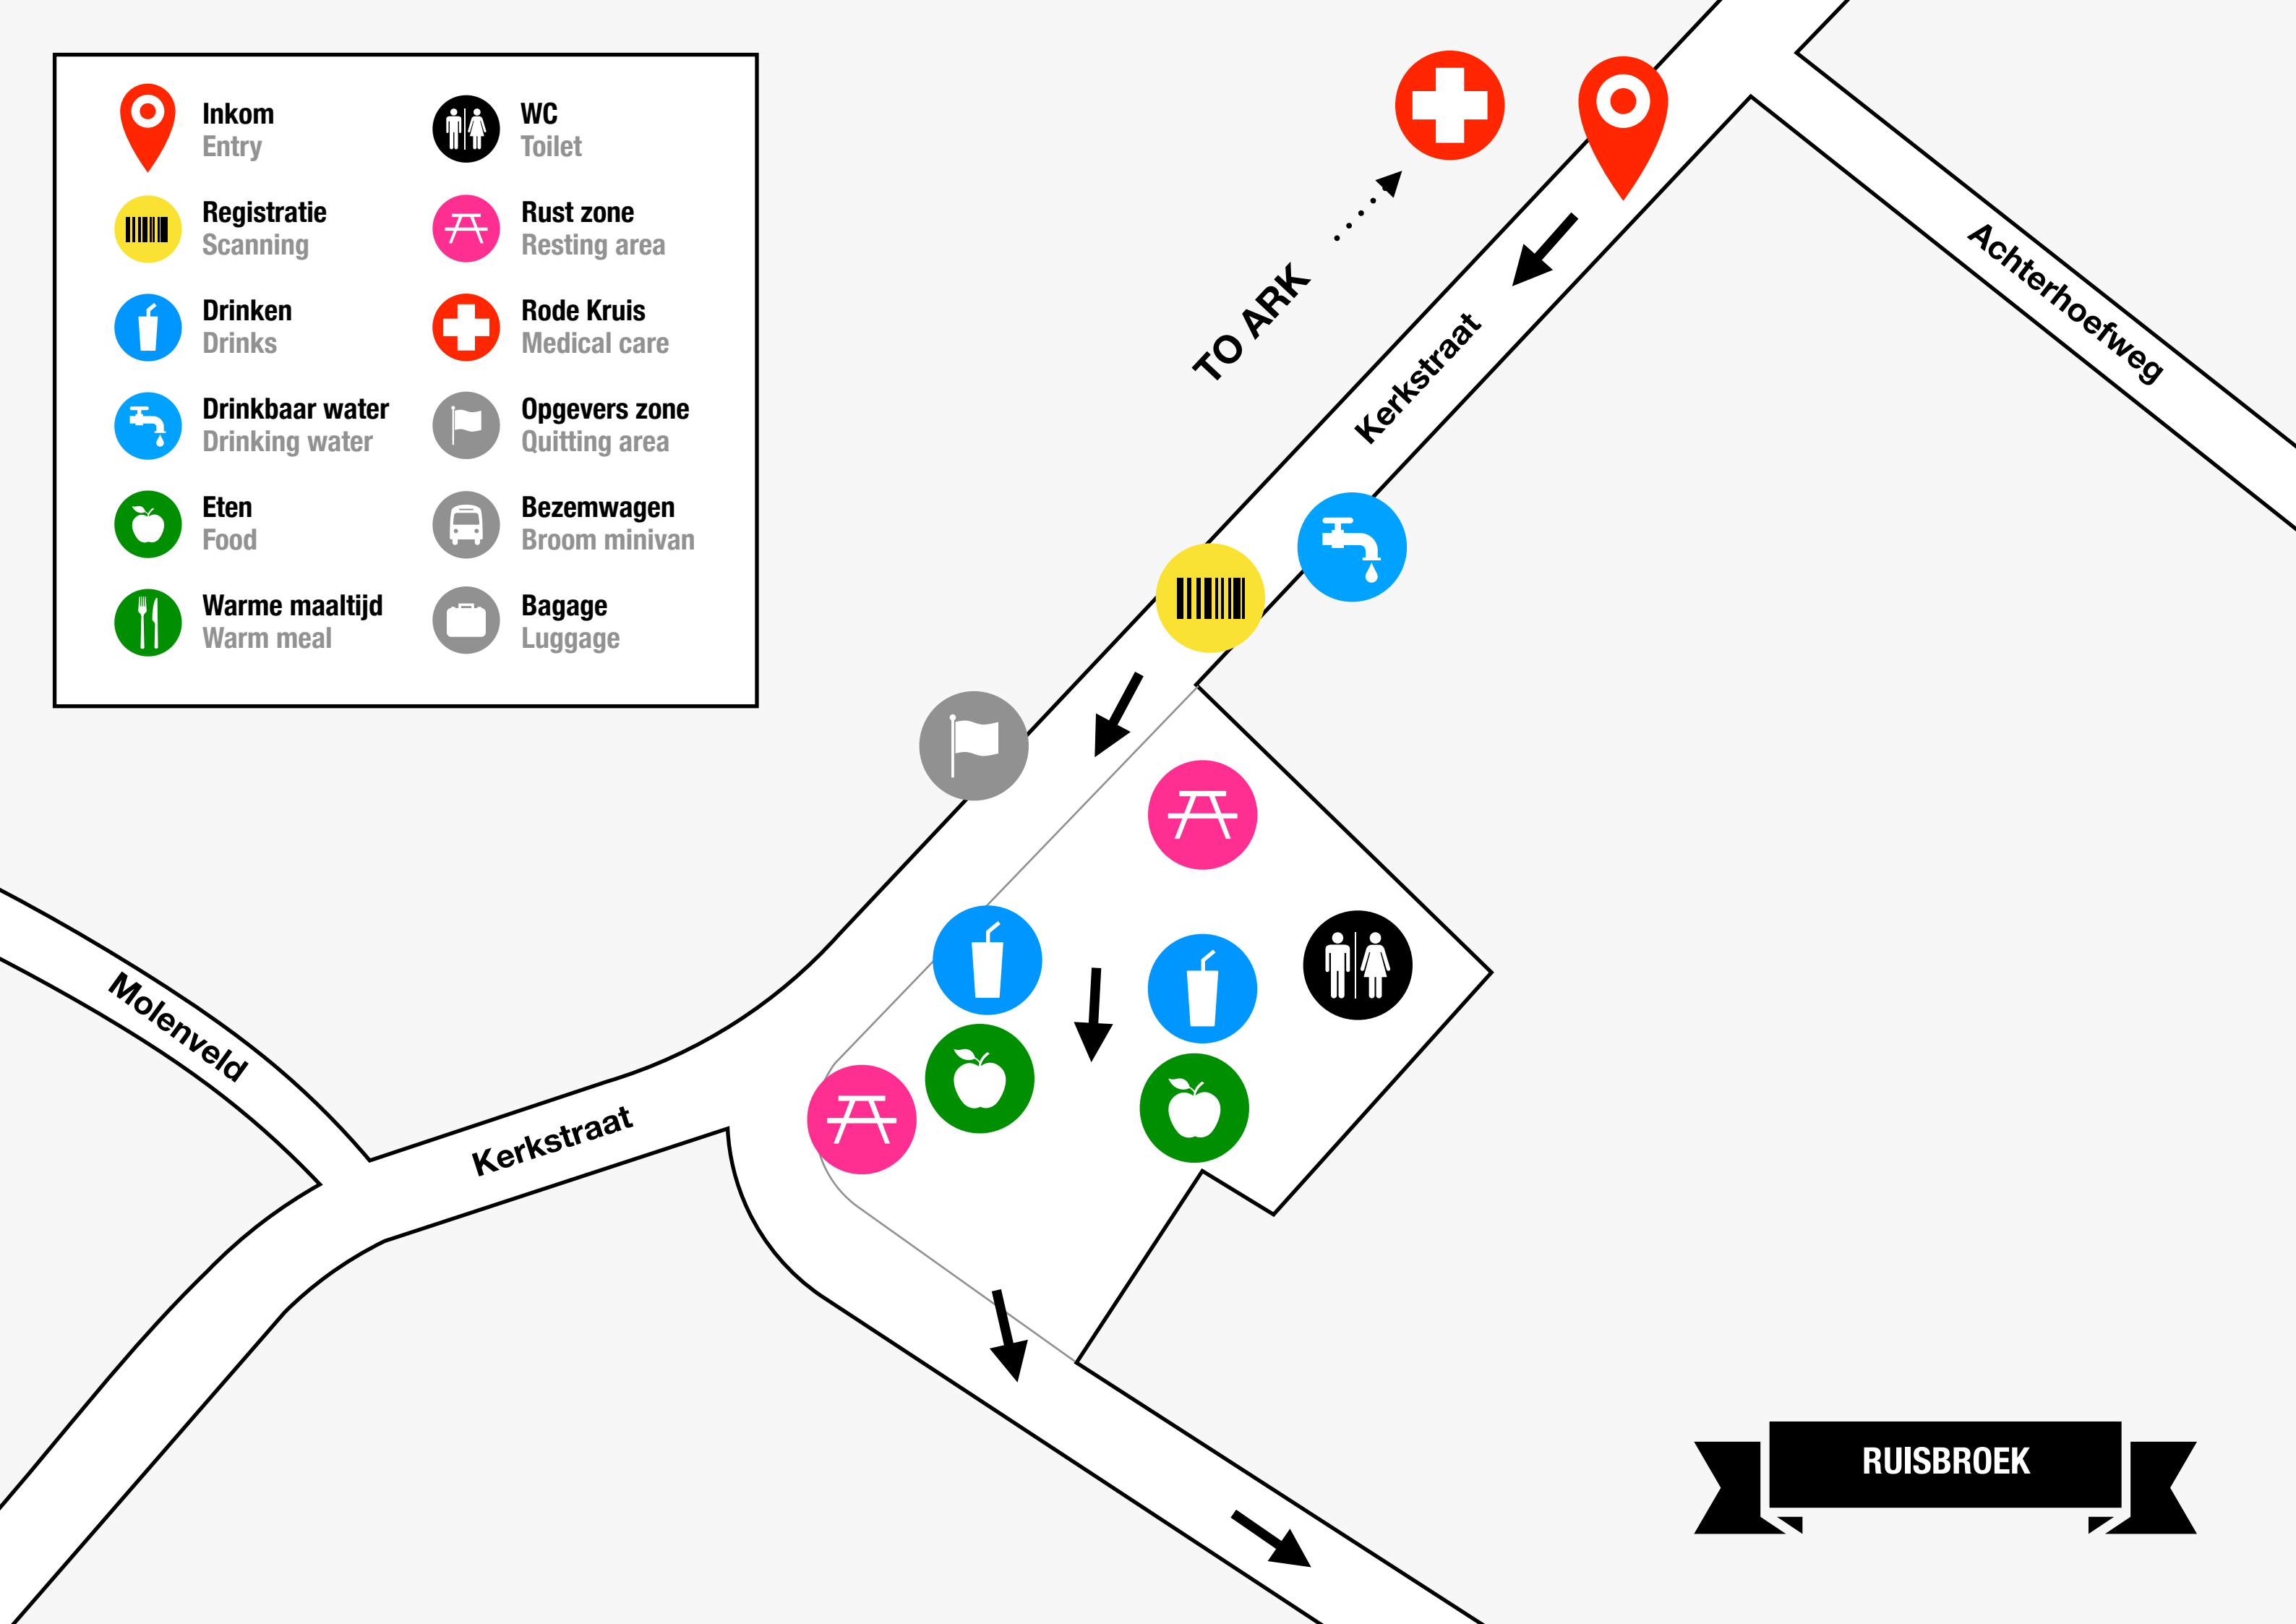 Inkom
Entry
Registratie
Scanning
Drinken
Drinks
Drinkbaar water
Drinking water
Eten
Food
Warme maaltijd
Warm meal
WC
Toilet
Rust zone
Resting area
Rode Kruis
Medical care
Opgevers zone
Quitting area
Bezemwagen
Broom minivan
Bagage
Luggage
TO ARK
Kerkstraat
Achterhoefweg
Molenveld
Kerkstraat
RUISBROEK